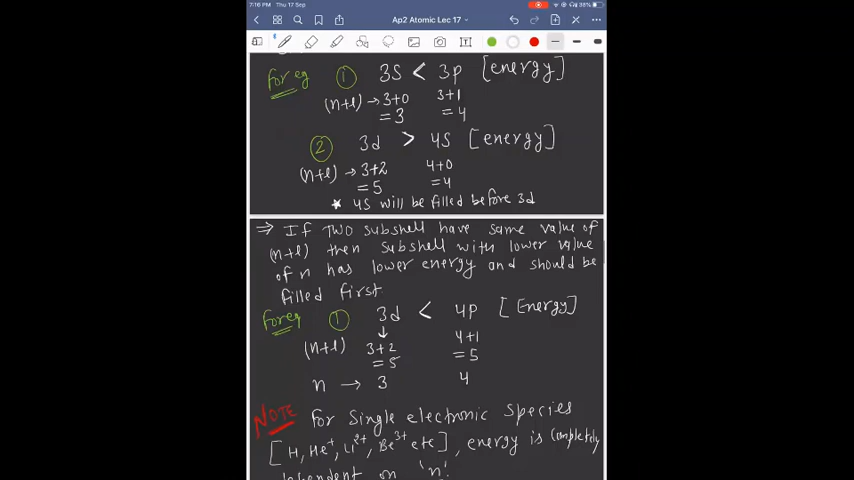 7:16 PM Thu 17 Sep
38%
Ap2 Atomic Lec 17
For eg ① 3S < 3p [energy]
(n+l) → 3+0 3+1
= 3 = 4
② 3d > 4S [energy]
(n+l) → 3+2 4+0
= 5 = 4
★ 4S will be filled before 3d
⇒ If Two subshell have same value of
(n+l) then subshell with lower value
of n has lower energy and should be
filled first
For eg ① 3d < 4p [Energy]
↓
(n+l) 3+2 4+1
= 5 = 5
n → 3 4
NOTE For Single electronic Species
[H, He⁺, Li²⁺, Be³⁺ etc], energy is completely
dependent on 'n'.